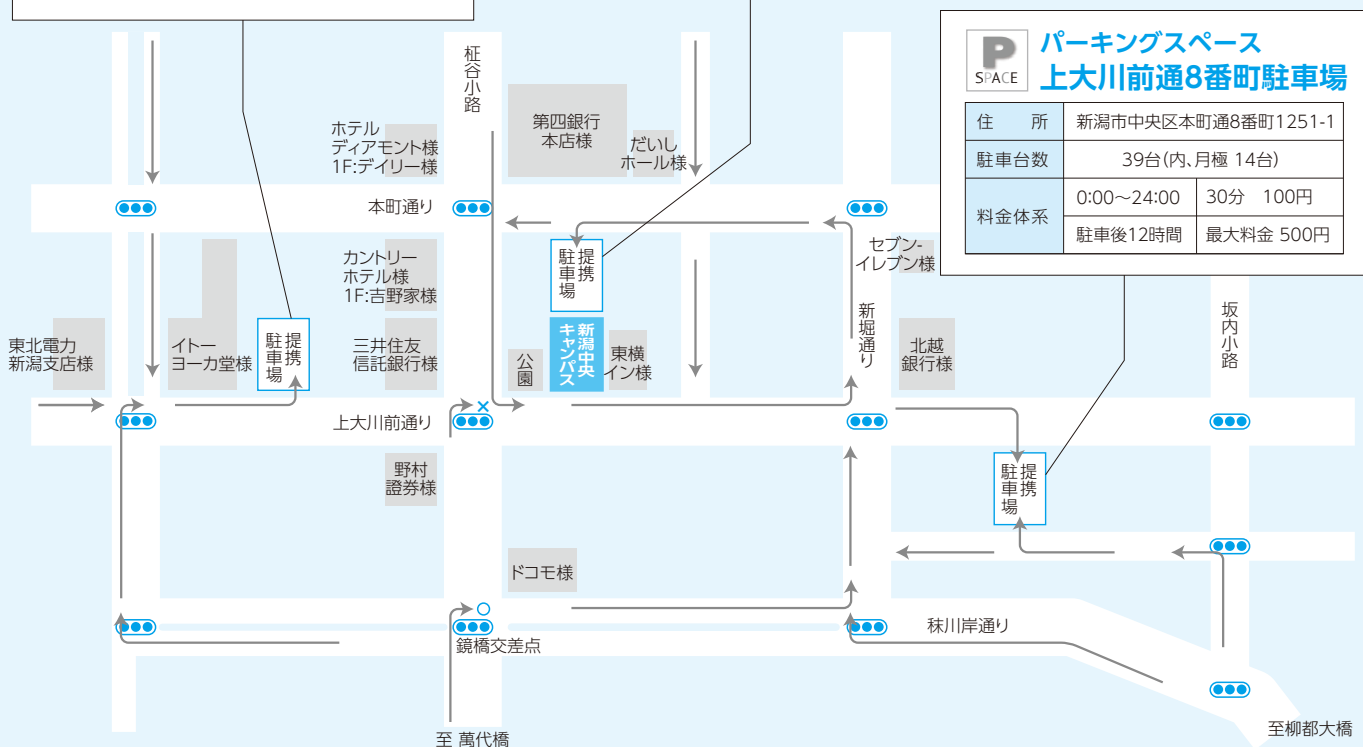 P
SPACE
パーキングスペース
上大川前通8番町駐車場
住 所
新潟市中央区本町通8番町1251-1
駐車台数
39台(内、月極 14台)
料金体系
0:00〜24:00
30分 100円
駐車後12時間
最大料金 500円
柾谷小路
ホテル
ディアモント様
1F:デイリー様
第四銀行
本店様
だいし
ホール様
本町通り
カントリー
ホテル様
1F:吉野家様
提携
駐車場
セブン-
イレブン様
東北電力
新潟支店様
イトー
ヨーカ堂様
提携
駐車場
三井住友
信託銀行様
公園
新潟中央
キャンパス
東横
イン様
新堀通り
北越
銀行様
坂内小路
上大川前通り
野村
證券様
提携
駐車場
ドコモ様
鏡橋交差点
秣川岸通り
至 萬代橋
至柳都大橋